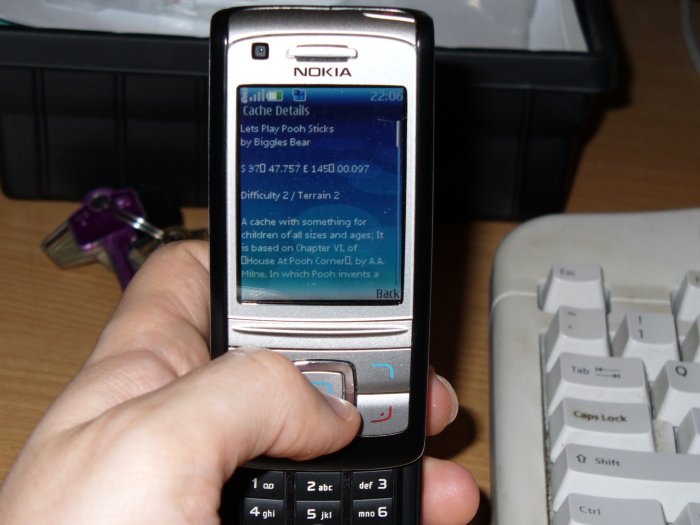 NOKIA
22:06
Cache Details
Lets Play Pooh Sticks
by Biggles Bear
S 37▯ 47.757 E 145▯ 00.097
Difficulty 2 / Terrain 2
A cache with something for
children of all sizes and ages; It
is based on Chapter VI, of
▯House At Pooh Corner▯, by A.A.
Milne, In which Pooh invents a
Back
1
2 abc
def 3
4 ghi
5 jkl
mno 6
Esc
~
! 1
Tab
Q
Caps Lock
⇧ Shift
Ctrl